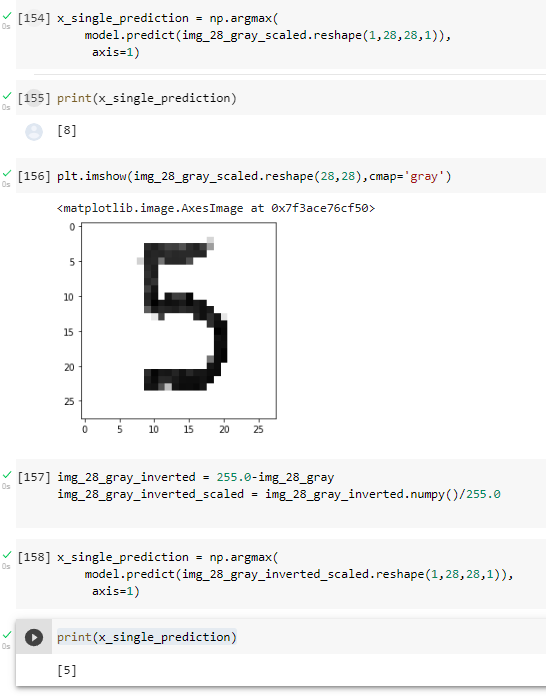 [154] x_single_prediction = np.argmax(
model.predict(img_28_gray_scaled.reshape(1,28,28,1)),
axis=1)
0s
[155] print(x_single_prediction)
0s
[8]
[156] plt.imshow(img_28_gray_scaled.reshape(28,28),cmap='gray')
0s
<matplotlib.image.AxesImage at 0x7f3ace76cf50>
0
5
10
15
20
25
5
0 5 10 15 20 25
[157] img_28_gray_inverted = 255.0-img_28_gray
0s img_28_gray_inverted_scaled = img_28_gray_inverted.numpy()/255.0
[158] x_single_prediction = np.argmax(
0s model.predict(img_28_gray_inverted_scaled.reshape(1,28,28,1)),
axis=1)
print(x_single_prediction)
0s
[5]